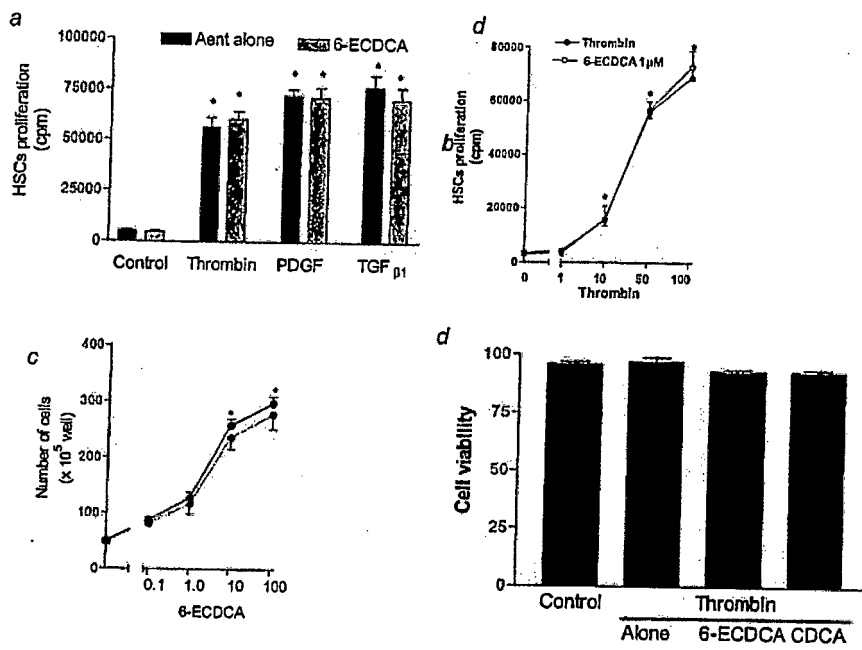 a
100000
75000
50000
25000
0
HSCs proliferation
(cpm)
Aent alone
6-ECDCA
* * * * * *
Control Thrombin PDGF TGF β1
d
b
80000
60000
40000
20000
0
HSCs proliferation
(cpm)
Thrombin
6-ECDCA 1μM
* * *
0 1 10 50 100
Thrombin
c
400
300
200
100
0
Number of cells
(x 10⁵ well)
* *
0.1 1.0 10 100
6-ECDCA
d
100
75
50
25
Cell viability
Control Thrombin
Alone 6-ECDCA CDCA